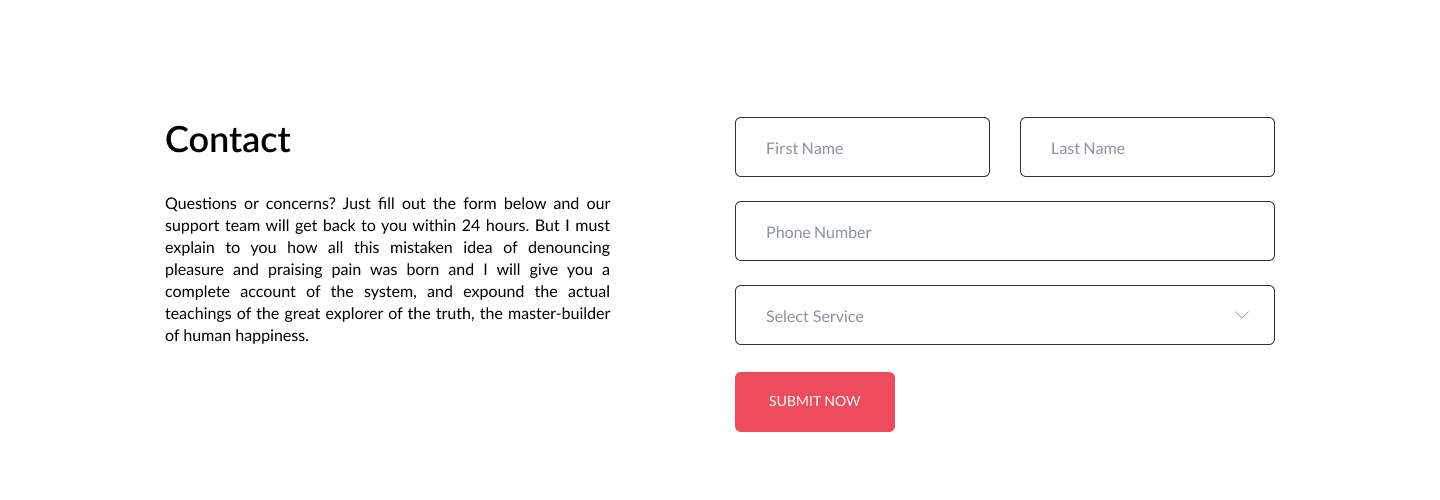 Contact
Questions or concerns? Just fill out the form below and our
support team will get back to you within 24 hours. But I must
explain to you how all this mistaken idea of denouncing
pleasure and praising pain was born and I will give you a
complete account of the system, and expound the actual
teachings of the great explorer of the truth, the master-builder
of human happiness.
First Name
Last Name
Phone Number
Select Service
SUBMIT NOW